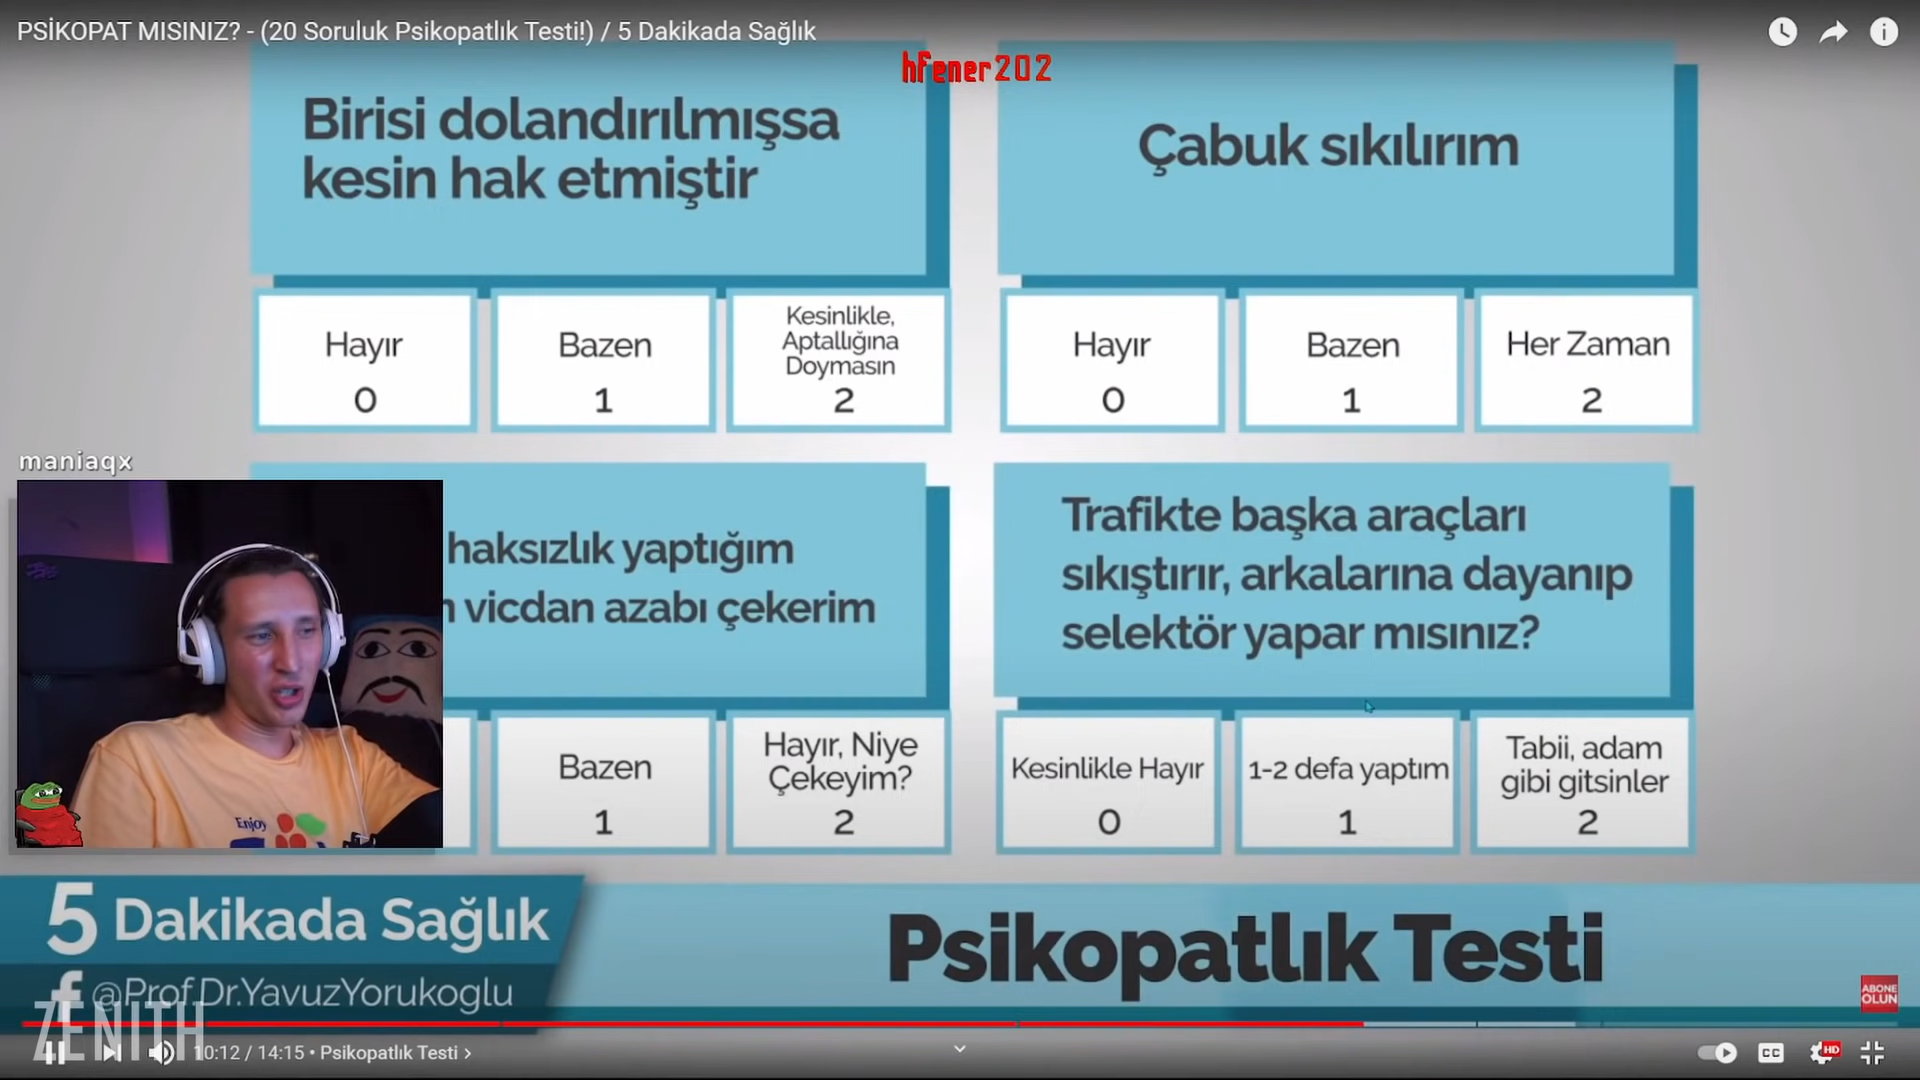 PSİKOPAT MISINIZ? - (20 Soruluk Psikopatlık Testi!) / 5 Dakikada Sağlık
hfener202
Birisi dolandırılmışsa
kesin hak etmiştir
Hayır
0
Bazen
1
Kesinlikle,
Aptallığına
Doymasın
2
Çabuk sıkılırım
Hayır
0
Bazen
1
Her Zaman
2
maniaqx
haksızlık yaptığım
vicdan azabı çekerim
Bazen
1
Hayır, Niye
Çekeyim?
2
Trafikte başka araçları
sıkıştırır, arkalarına dayanıp
selektör yapar mısınız?
Kesinlikle Hayır
0
1-2 defa yaptım
1
Tabii, adam
gibi gitsinler
2
Enjoy
5 Dakikada Sağlık
@Prof.Dr.YavuzYorukoglu
Psikopatlık Testi
ABONE
OLUN
ZENITH
10:12 / 14:15 • Psikopatlık Testi
CC
HD